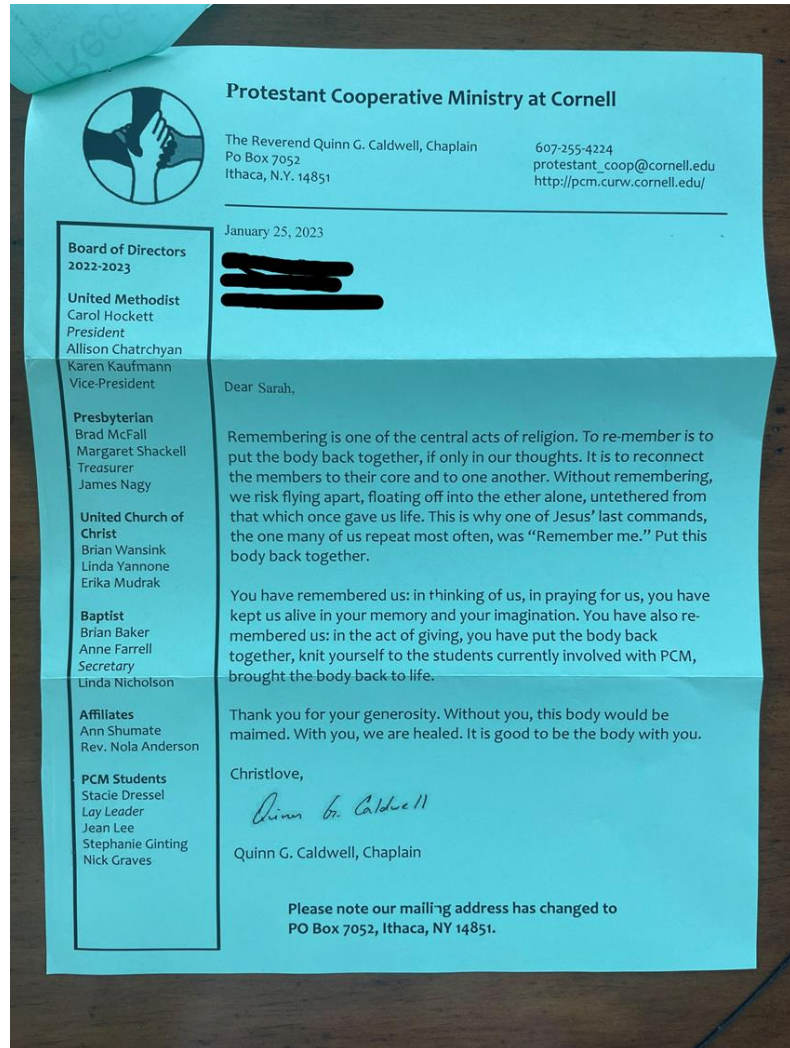 Protestant Cooperative Ministry at Cornell
The Reverend Quinn G. Caldwell, Chaplain
Po Box 7052
Ithaca, N.Y. 14851
607-255-4224
protestant_coop@cornell.edu
http://pcm.curw.cornell.edu/
Board of Directors
2022-2023
United Methodist
Carol Hockett
President
Allison Chatrchyan
Karen Kaufmann
Vice-President
Presbyterian
Brad McFall
Margaret Shackell
Treasurer
James Nagy
United Church of
Christ
Brian Wansink
Linda Yannone
Erika Mudrak
Baptist
Brian Baker
Anne Farrell
Secretary
Linda Nicholson
Affiliates
Ann Shumate
Rev. Nola Anderson
PCM Students
Stacie Dressel
Lay Leader
Jean Lee
Stephanie Ginting
Nick Graves
January 25, 2023
Dear Sarah,
Remembering is one of the central acts of religion. To re-member is to
put the body back together, if only in our thoughts. It is to reconnect
the members to their core and to one another. Without remembering,
we risk flying apart, floating off into the ether alone, untethered from
that which once gave us life. This is why one of Jesus' last commands,
the one many of us repeat most often, was “Remember me.” Put this
body back together.
You have remembered us: in thinking of us, in praying for us, you have
kept us alive in your memory and your imagination. You have also re-
membered us: in the act of giving, you have put the body back
together, knit yourself to the students currently involved with PCM,
brought the body back to life.
Thank you for your generosity. Without you, this body would be
maimed. With you, we are healed. It is good to be the body with you.
Christlove,
Quinn G. Caldwell
Quinn G. Caldwell, Chaplain
Please note our mailing address has changed to
PO Box 7052, Ithaca, NY 14851.